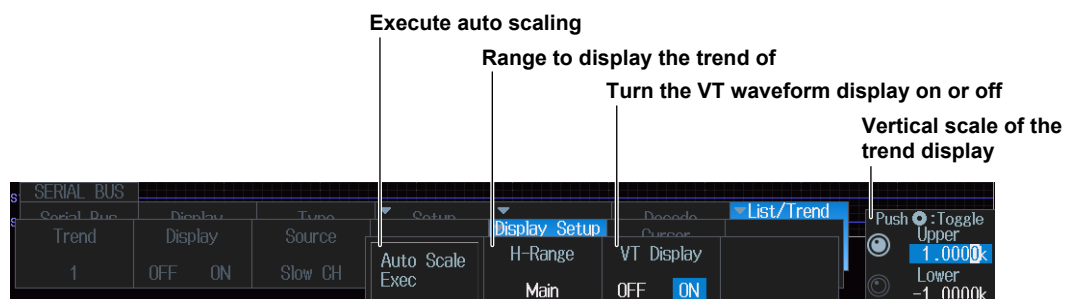 Execute auto scaling
Range to display the trend of
Turn the VT waveform display on or off
Vertical scale of the
trend display
SERIAL BUS
Serial Bus Display Type Setup Decode List/Trend
Display Setup Cursor
Trend Display Source
Auto Scale
Exec
H-Range VT Display
1 OFF ON Slow CH
Main OFF ON
Push :Toggle
Upper
1.0000k
Lower
-1.0000k